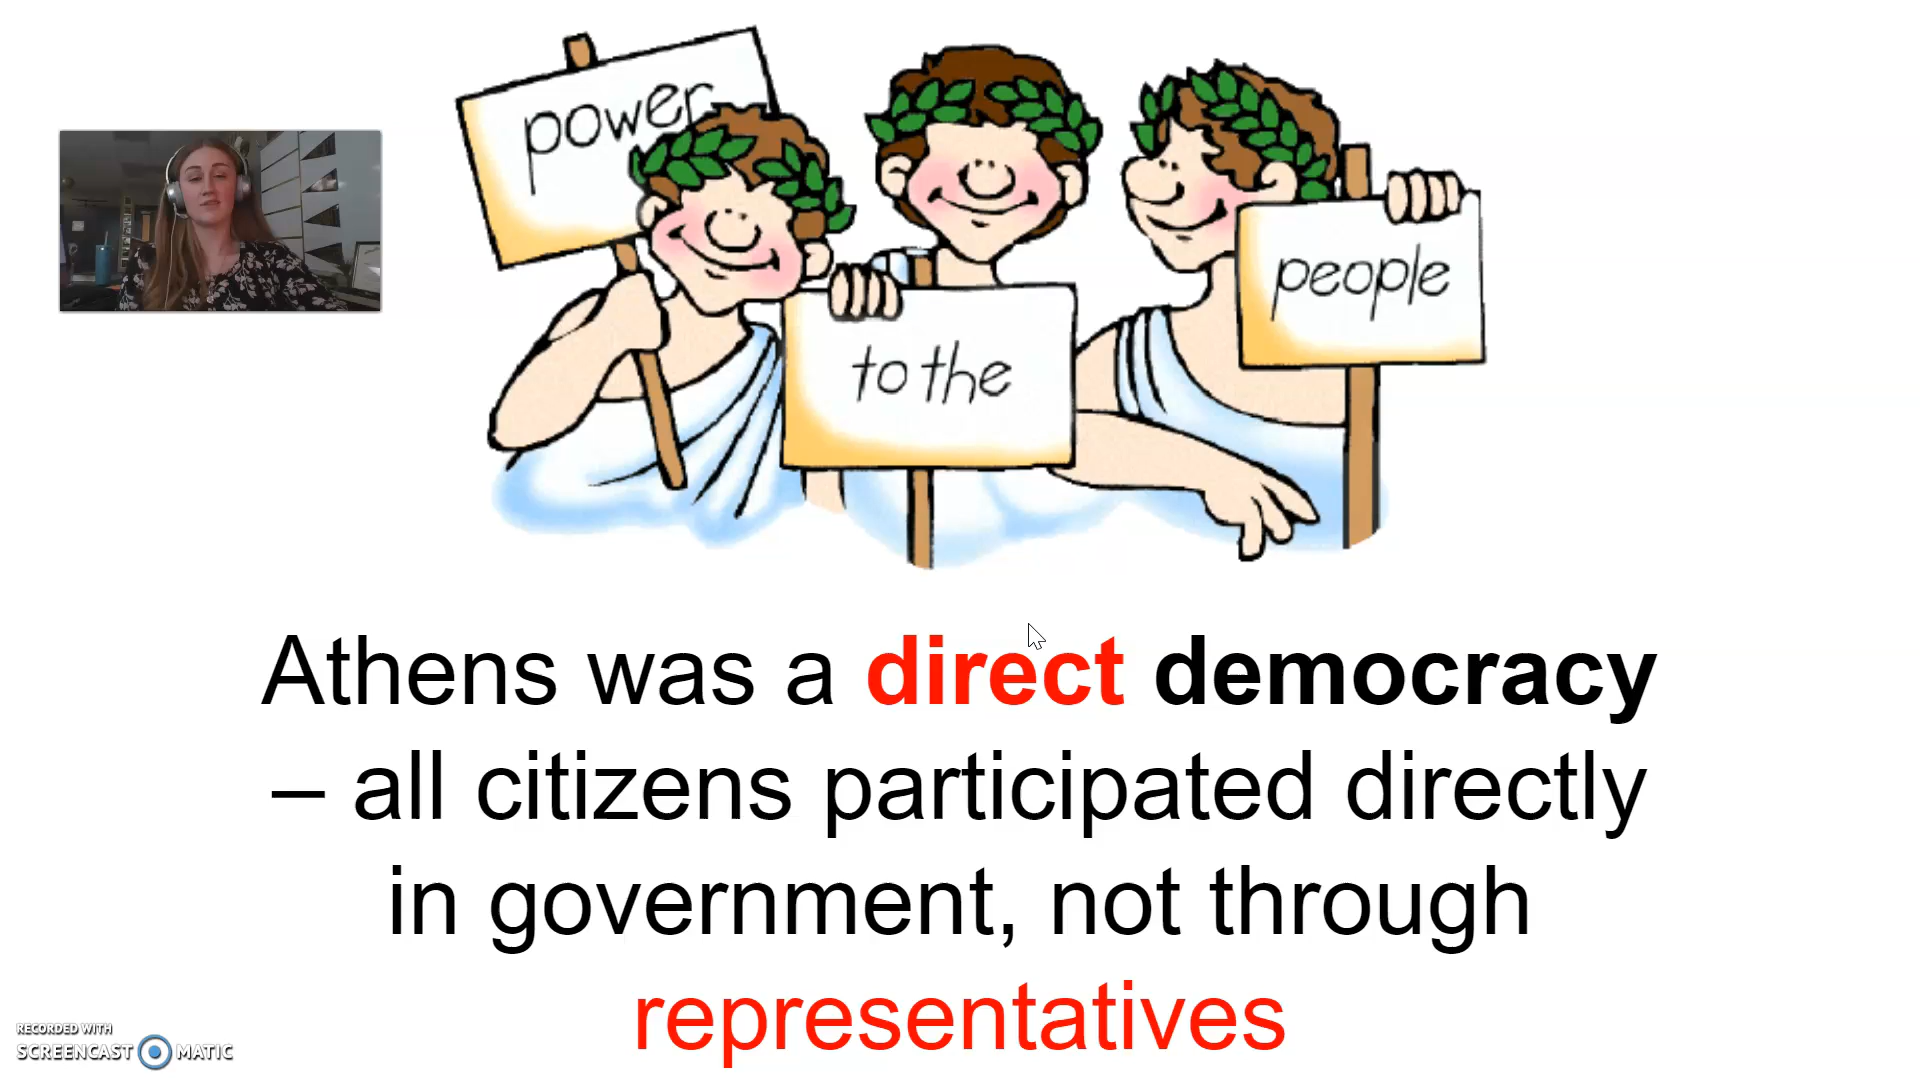 power
to the
people
Athens was a direct democracy
– all citizens participated directly
in government, not through
representatives
RECORDED WITH
SCREENCAST MATIC